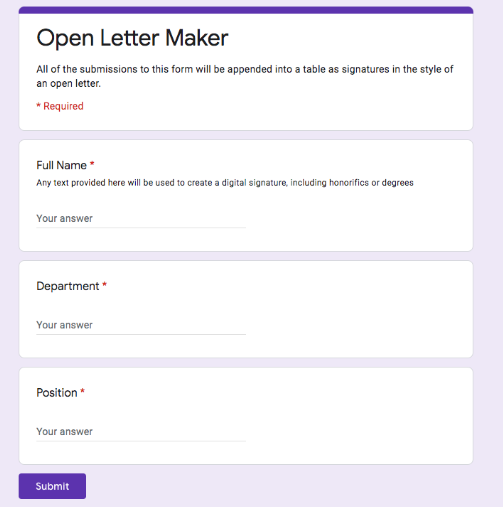 Open Letter Maker
All of the submissions to this form will be appended into a table as signatures in the style of
an open letter.
* Required
Full Name *
Any text provided here will be used to create a digital signature, including honorifics or degrees
Your answer
Department *
Your answer
Position *
Your answer
Submit